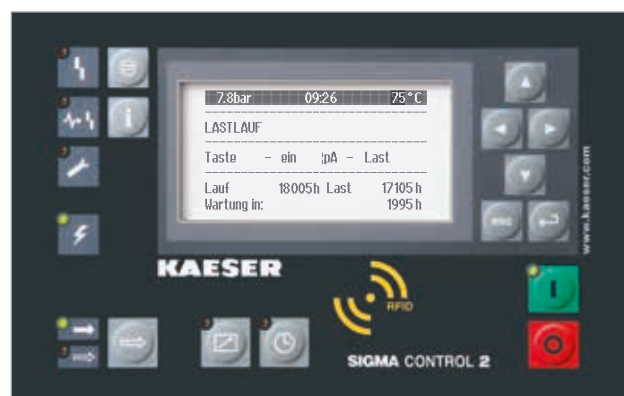 7.8bar 09:26 75°C
LASTLAUF
Taste - ein ¦pA - Last
Lauf 18005h Last 17105 h
Wartung in: 1995 h
esc
www.kaeser.com
KAESER
RFID
I
SIGMA CONTROL 2